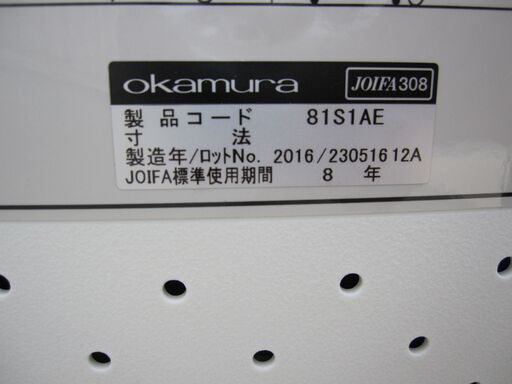 okamura JOIFA308
製品コード 81S1AE
寸法
製造年/ロットNo. 2016/23051612A
JOIFA標準使用期間 8 年